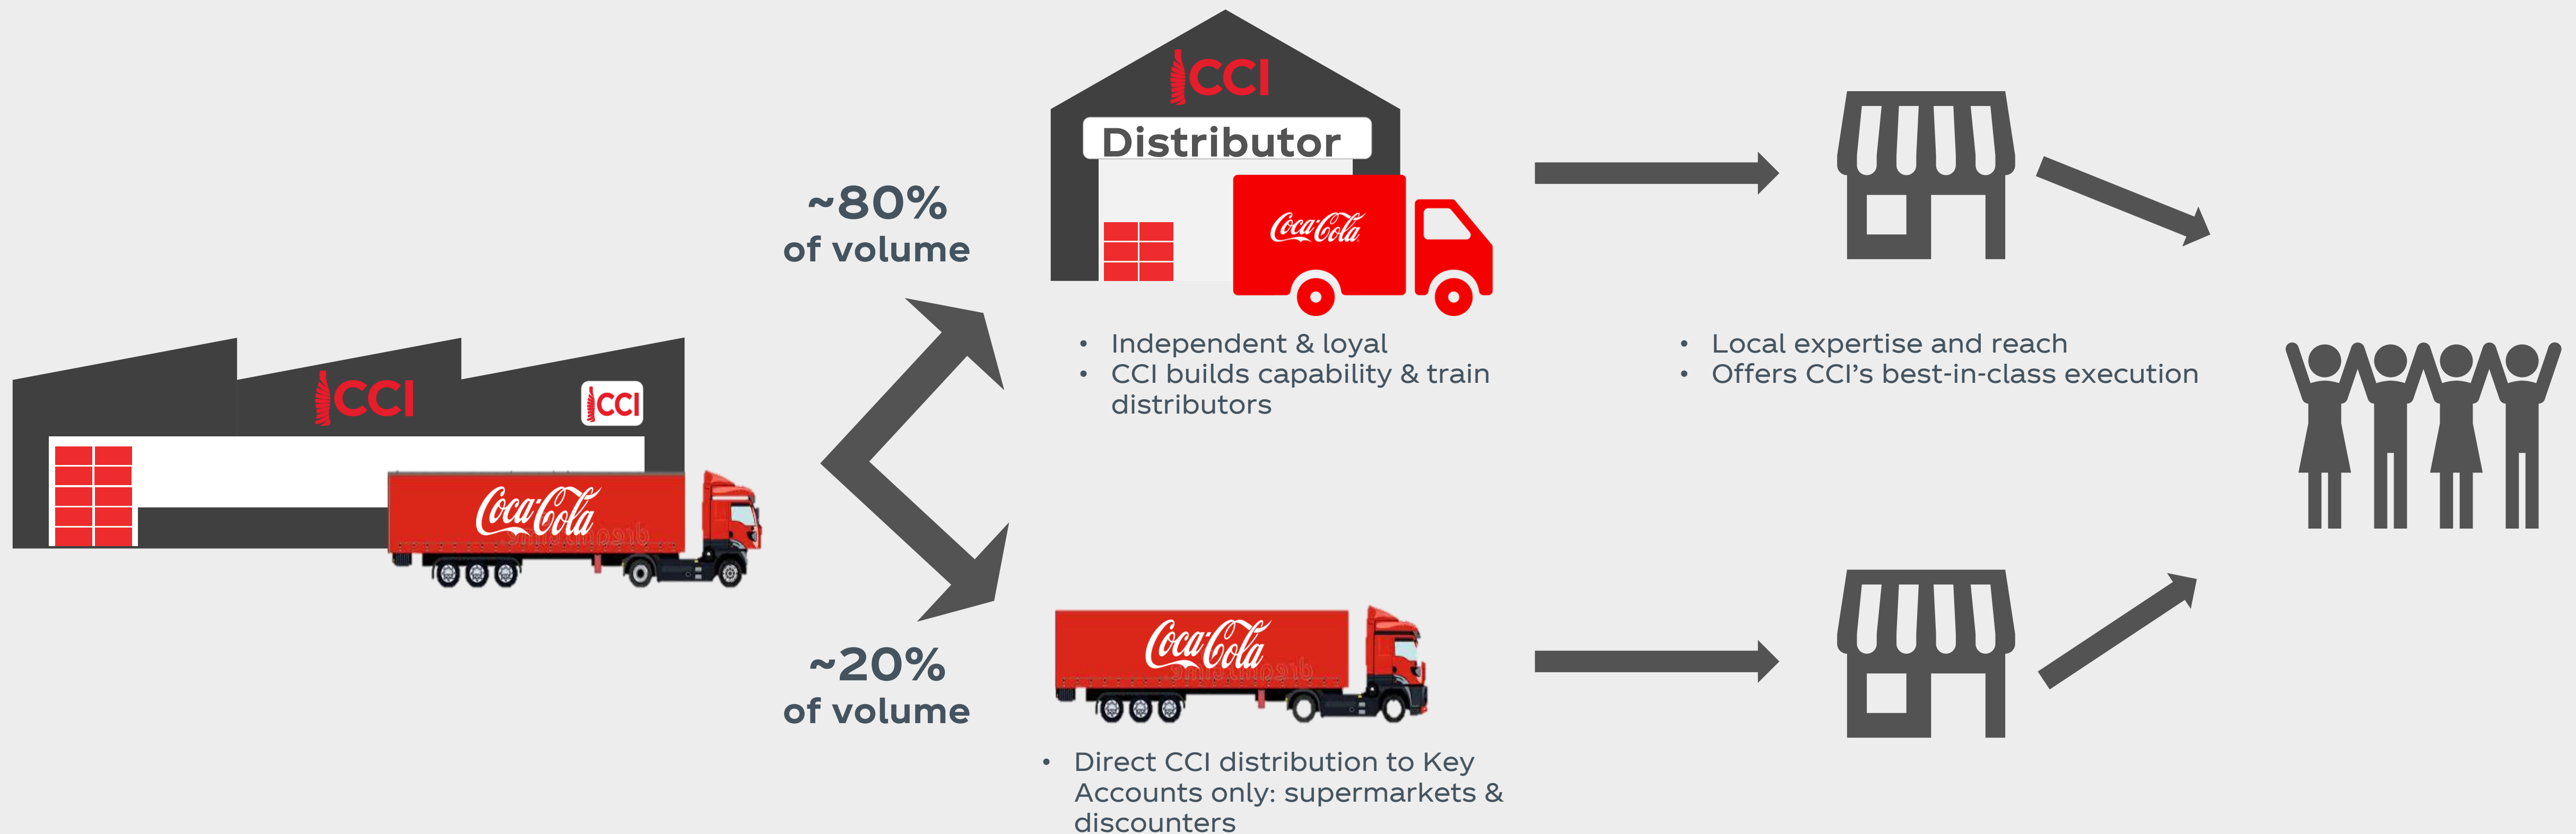 CCI
CCI
Coca-Cola
~80%
of volume
~20%
of volume
CCI
Distributor
Coca-Cola
• Independent & loyal
• CCI builds capability & train
distributors
• Local expertise and reach
• Offers CCI's best-in-class execution
Coca-Cola
• Direct CCI distribution to Key
Accounts only: supermarkets &
discounters